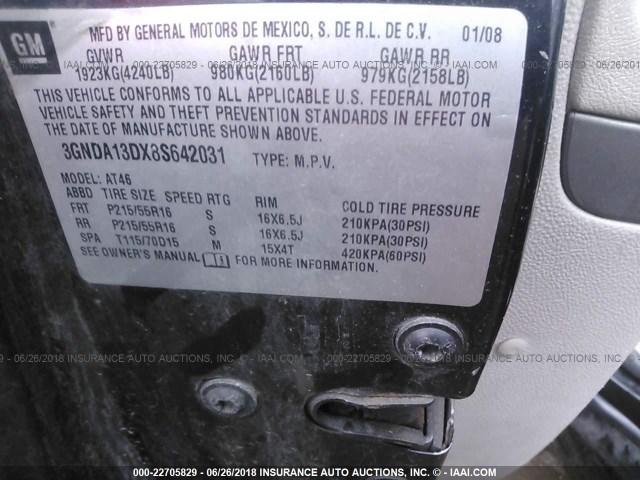 GM
MFD BY GENERAL MOTORS DE MEXICO, S. DE R.L. DE C.V. 01/08
GVWR GAWR FRT GAWR RR
1923KG(4240LB) 980KG(2160LB) 979KG(2158LB)
THIS VEHICLE CONFORMS TO ALL APPLICABLE U.S. FEDERAL MOTOR
VEHICLE SAFETY AND THEFT PREVENTION STANDARDS IN EFFECT ON
THE DATE OF MANUFACTURE SHOWN ABOVE.
3GNDA13DX8S642031 TYPE: M.P.V.
MODEL: AT46
ABBD TIRE SIZE SPEED RTG RIM COLD TIRE PRESSURE
FRT P215/55R16 S 16X6.5J 210KPA(30PSI)
RR P215/55R16 S 16X6.5J 210KPA(30PSI)
SPA T115/70D15 M 15X4T 420KPA(60PSI)
SEE OWNER'S MANUAL FOR MORE INFORMATION.
000-22705829 - 06/26/2018 INSURANCE AUTO AUCTIONS, INC. - © - IAAI.COM